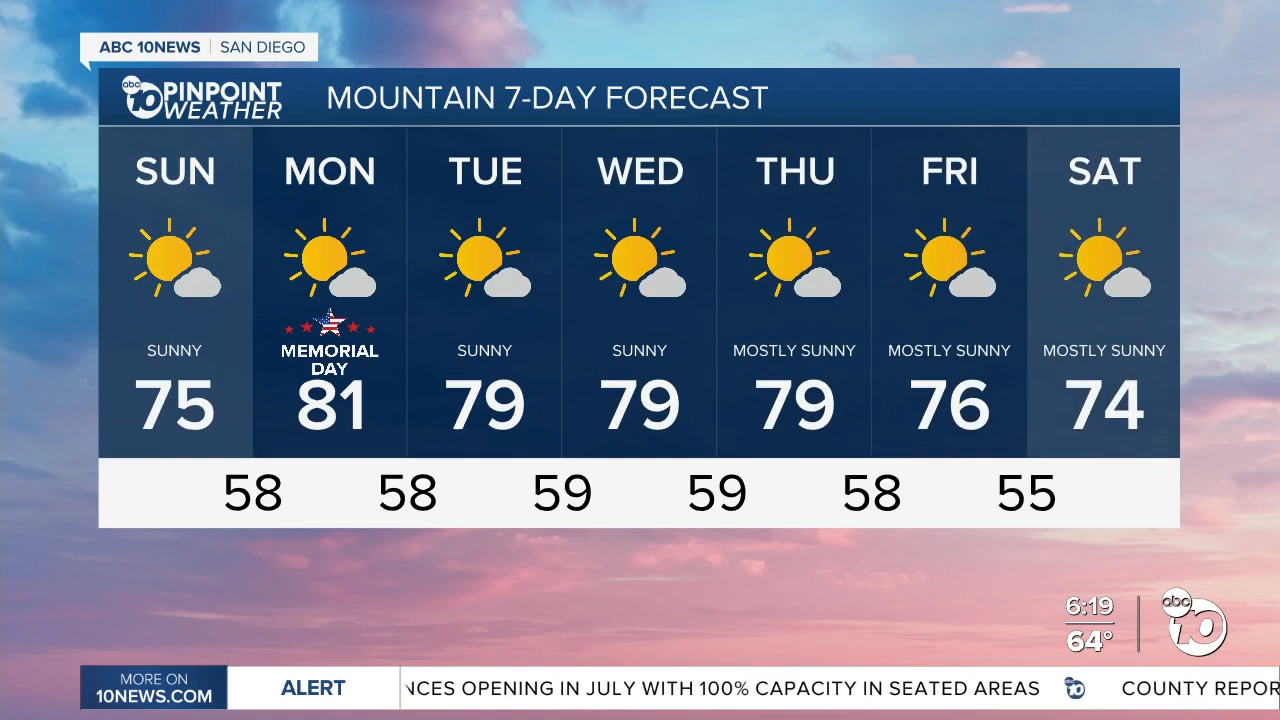 ABC 10NEWS | SAN DIEGO
abc 10 PINPOINT WEATHER
MOUNTAIN 7-DAY FORECAST
SUN MON TUE WED THU FRI SAT
SUNNY MEMORIAL DAY SUNNY SUNNY MOSTLY SUNNY MOSTLY SUNNY MOSTLY SUNNY
75 81 79 79 79 76 74
58 58 59 59 58 55
6:19
64°
abc 10
MORE ON
10NEWS.COM
ALERT
NCES OPENING IN JULY WITH 100% CAPACITY IN SEATED AREAS abc 10 COUNTY REPOR